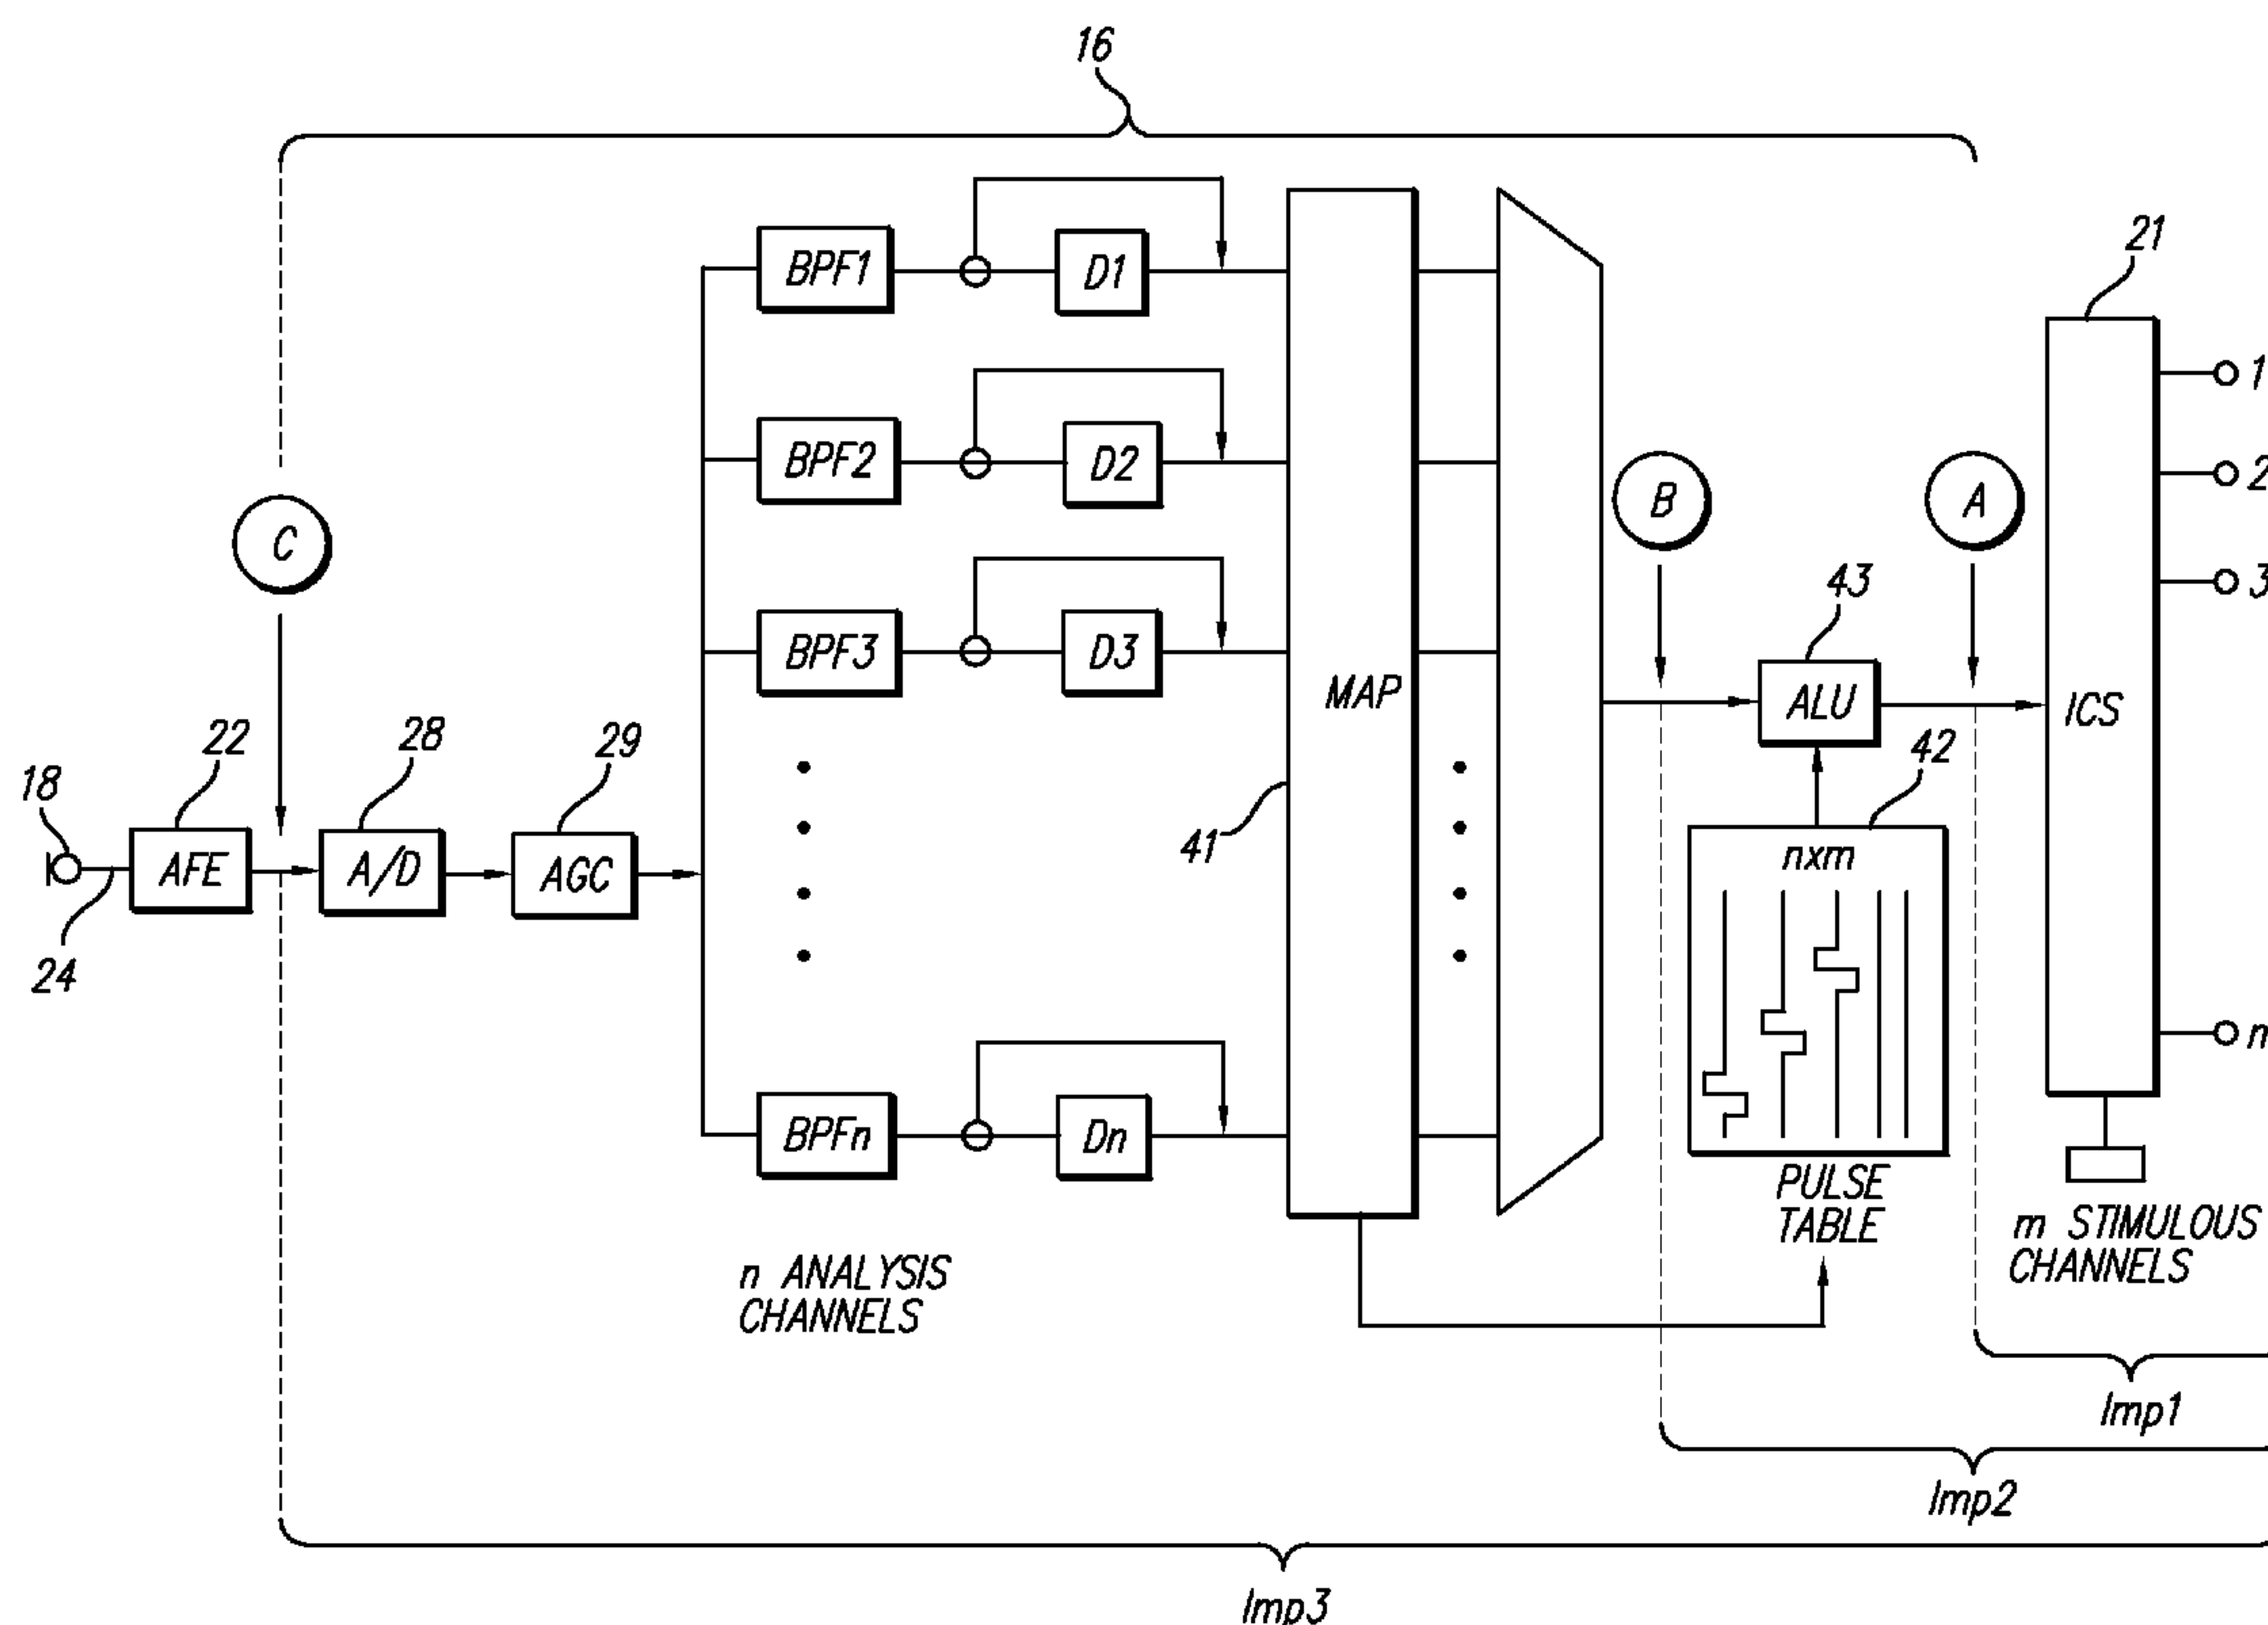 16
21
BPF1
D1
1
BPF2
D2
2
B
A
C
3
43
BPF3
D3
MAP
ALU
ICS
22
28
29
42
18
41
nxm
AFE
A/D
AGC
24
m
BPFn
Dn
PULSE
TABLE
m STIMULOUS
CHANNELS
n ANALYSIS
CHANNELS
Imp1
Imp2
Imp3